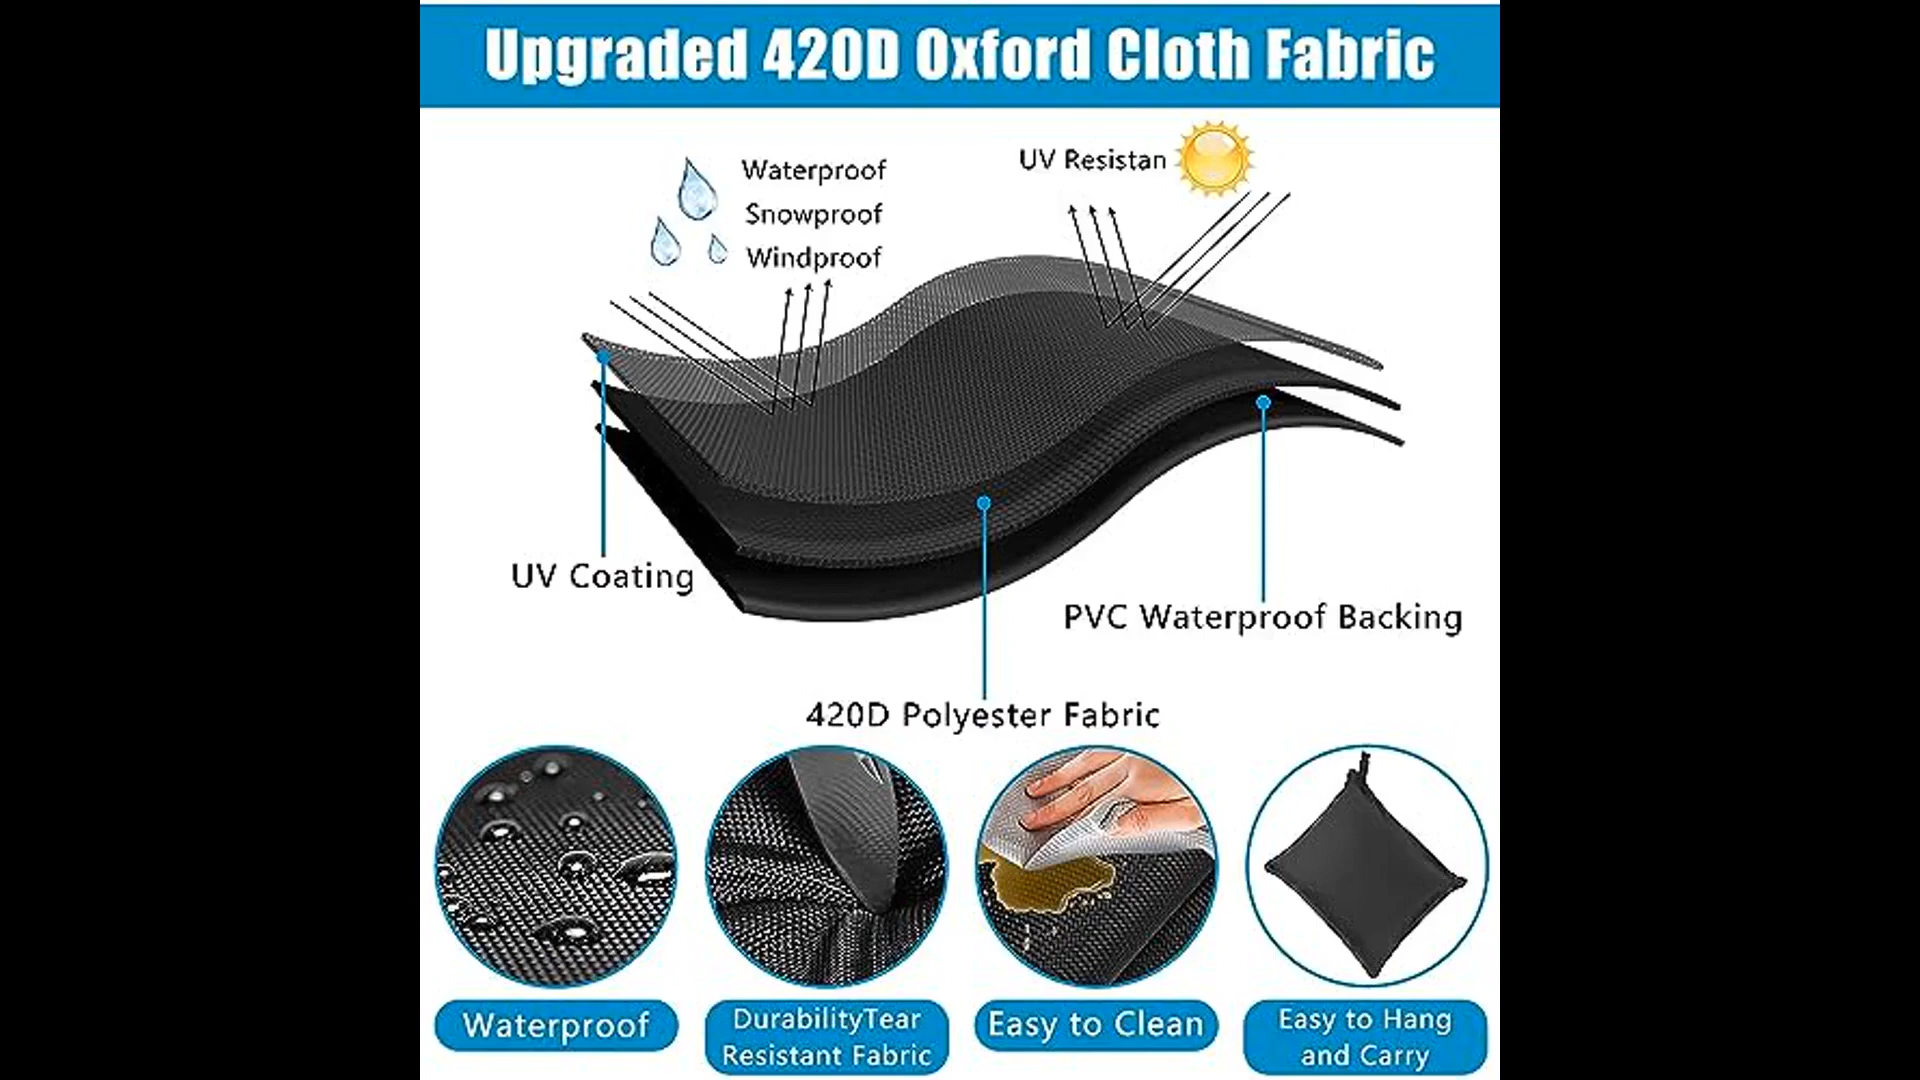 Upgraded 420D Oxford Cloth Fabric
Waterproof
Snowproof
Windproof
UV Resistan
UV Coating
PVC Waterproof Backing
420D Polyester Fabric
Waterproof
DurabilityTear
Resistant Fabric
Easy to Clean
Easy to Hang
and Carry